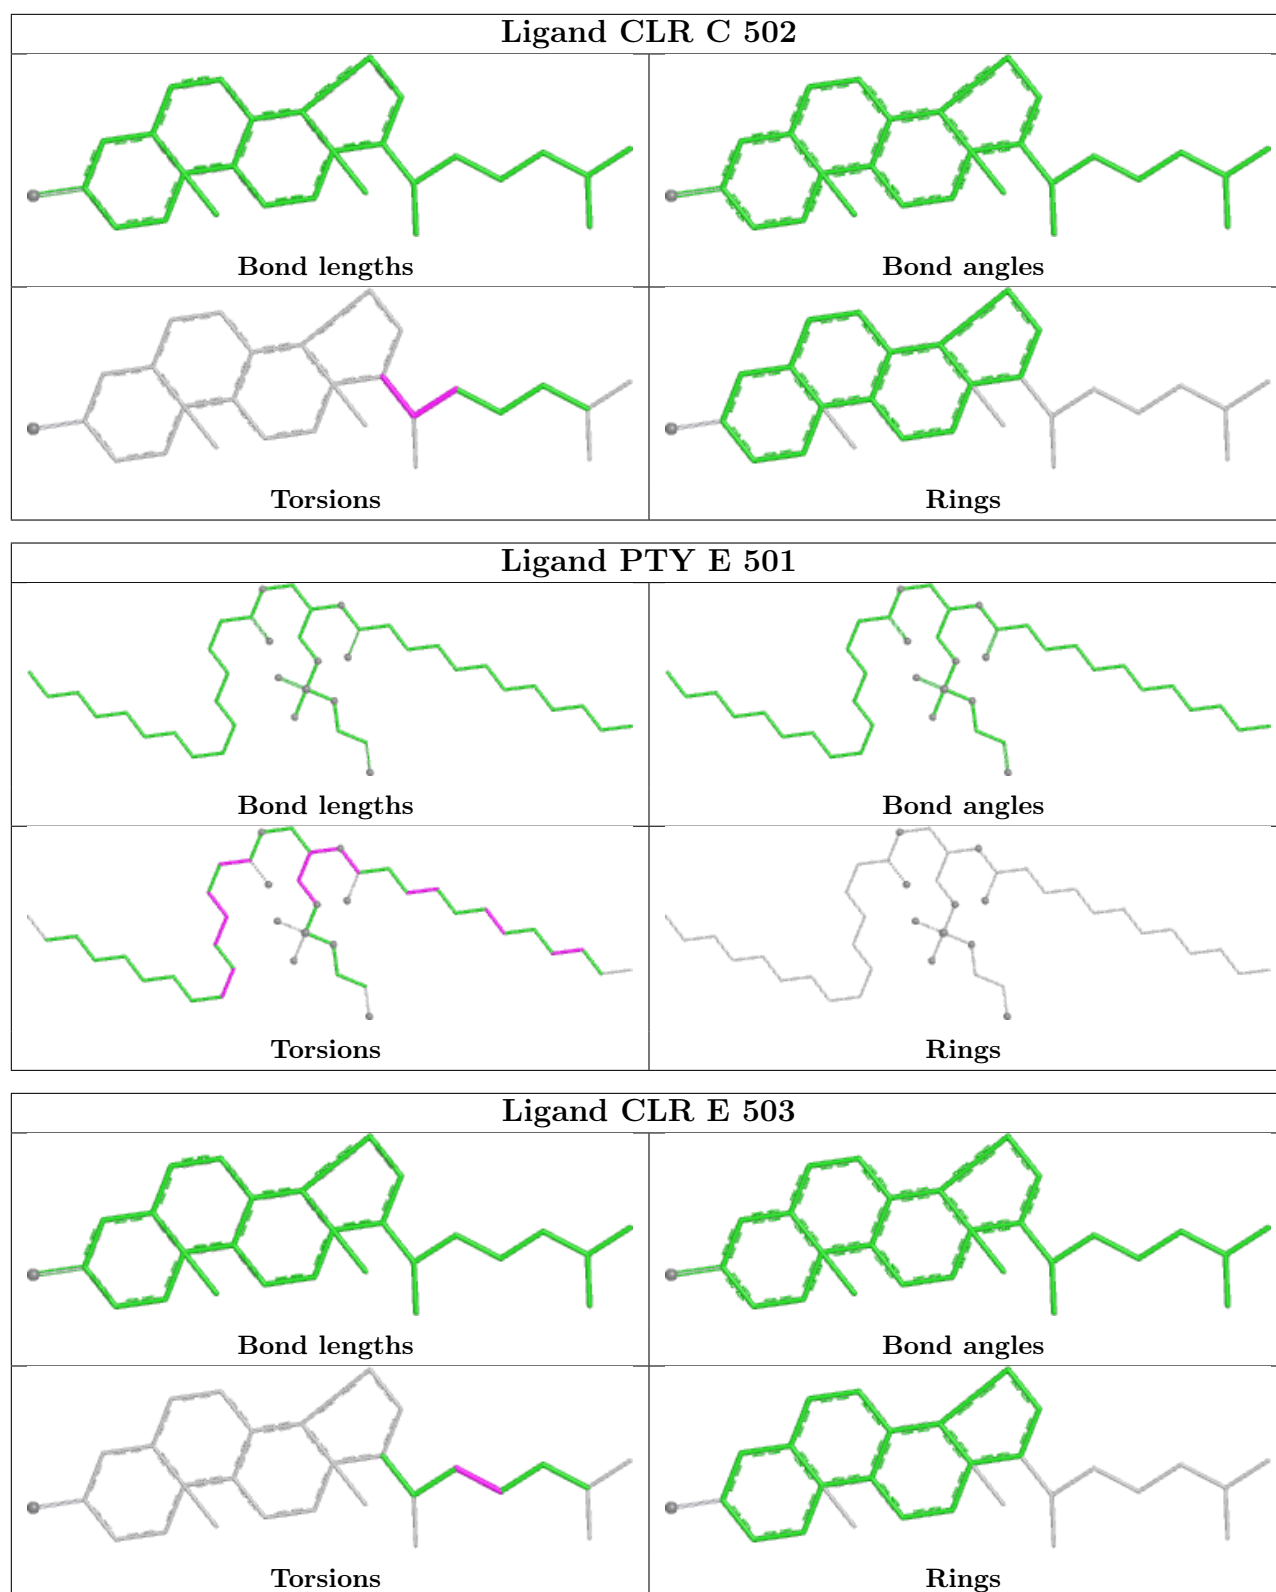 Ligand CLR C 502
Bond lengths
Bond angles
Torsions
Rings
Ligand PTY E 501
Bond lengths
Bond angles
Torsions
Rings
Ligand CLR E 503
Bond lengths
Bond angles
Torsions
Rings